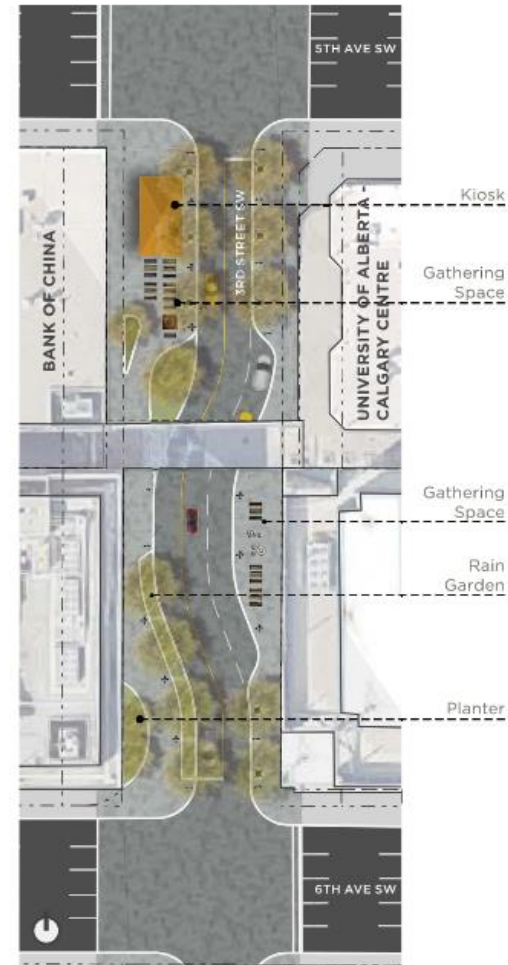 5TH AVE SW
Kiosk
3RD STREET SW
Gathering
Space
BANK OF CHINA
UNIVERSITY OF ALBERTA -
CALGARY CENTRE
Gathering
Space
Rain
Garden
Planter
6TH AVE SW